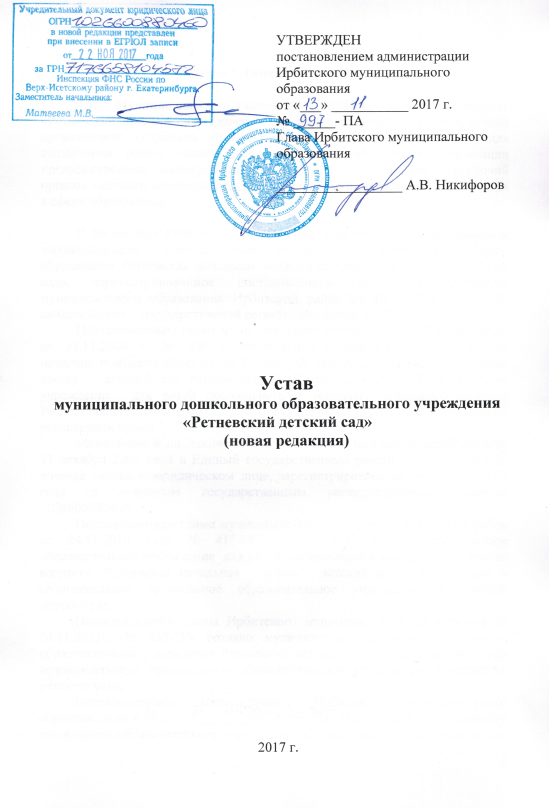 Учредительный документ юридического лица
ОГРН 1026600880460
в новой редакции представлен
при внесении в ЕГРЮЛ записи
от 22 НОЯ 2017 года
за ГРН 7176658104572
Инспекция ФНС России по
Верх-Исетскому району г. Екатеринбурга
Заместитель начальника:
Матвеева М.В.
УТВЕРЖДЕН
постановлением администрации
Ирбитского муниципального
образования
от « 13 » 11 2017 г.
№ 997 - ПА
Глава Ирбитского муниципального
образования
А.В. Никифоров
Устав
муниципального дошкольного образовательного учреждения
«Ретневский детский сад»
(новая редакция)
2017 г.